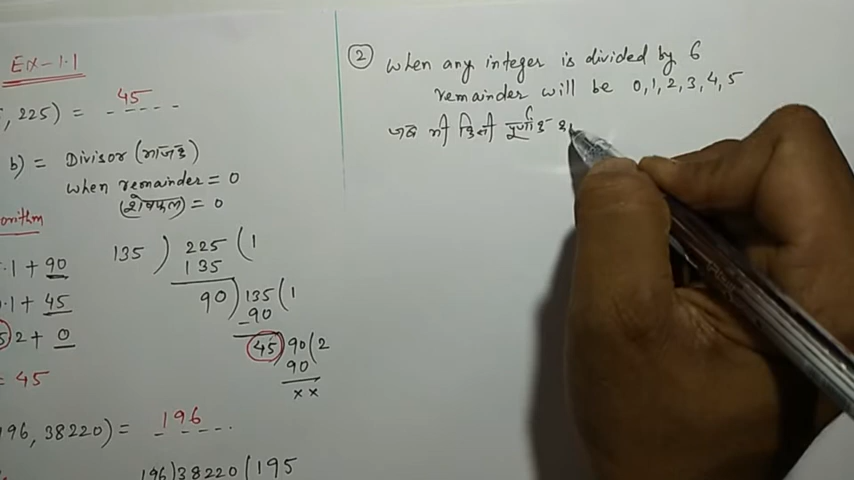 Ex-1.1
, 225) = 45
b) = Divisor (भाजक)
when remainder = 0
(शेषफल) = 0
orithm
.1 + 90
.1 + 45
2 + 0
= 45
135 ) 225 ( 1
135
90 ) 135 ( 1
-90
45 ) 90 ( 2
90
x x
196, 38220) = 196
196) 38220 ( 195
② when any integer is divided by 6
remainder will be 0, 1, 2, 3, 4, 5
जब भी किसी पूर्णांक